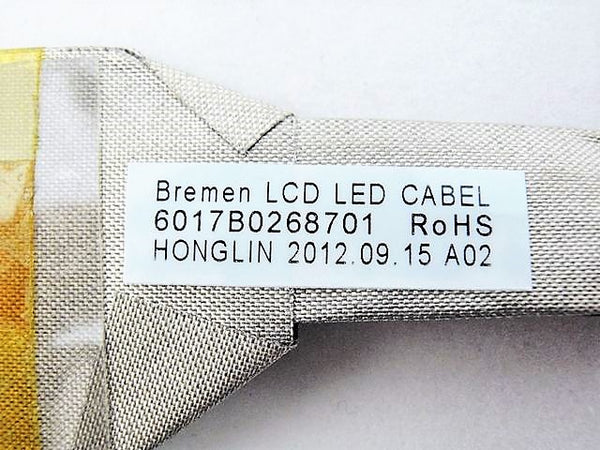 Bremen LCD LED CABEL
6017B0268701 RoHS
HONGLIN 2012.09.15 A02